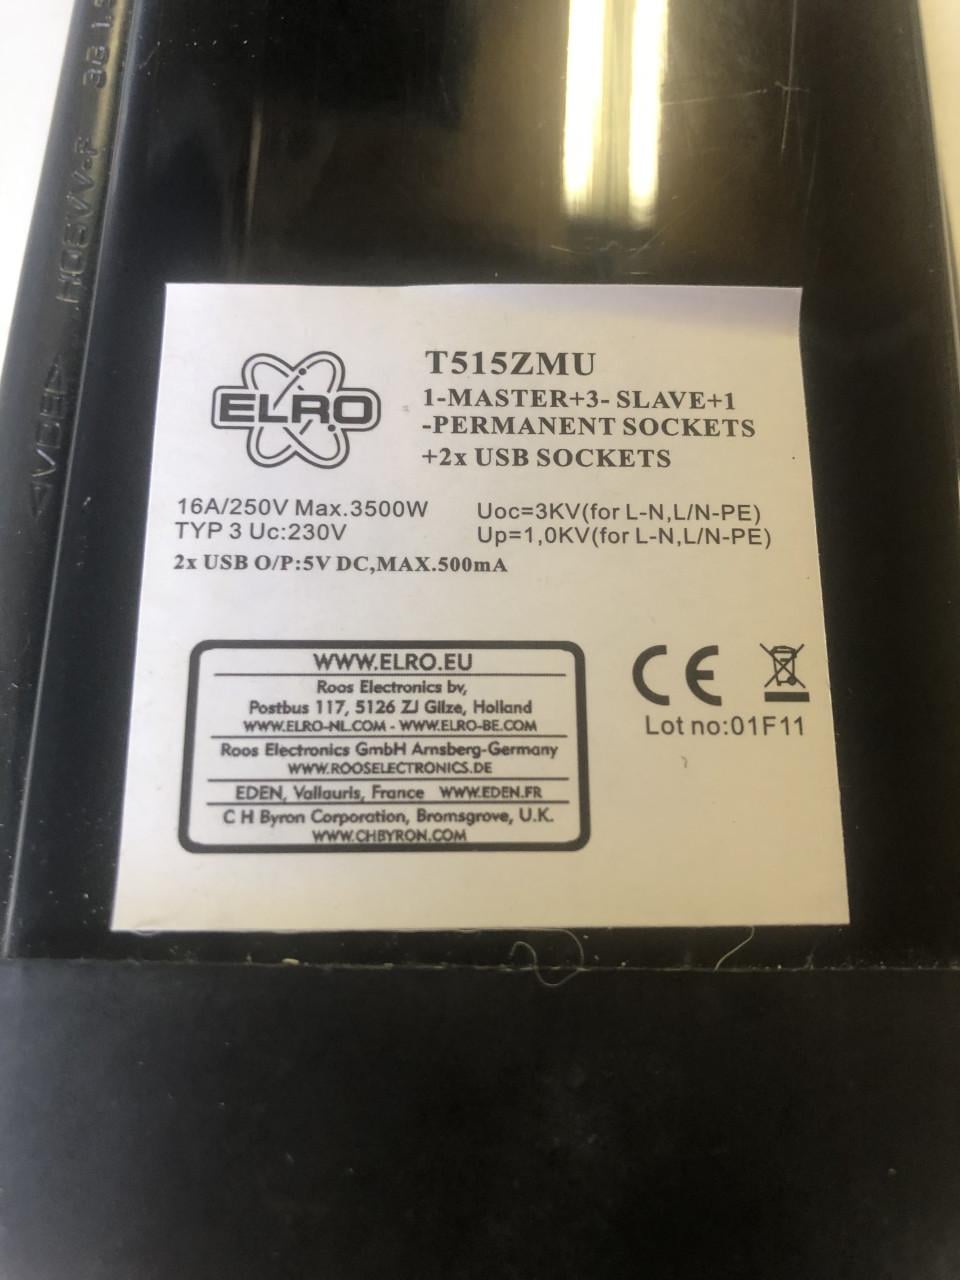 ELRO
T515ZMU
1-MASTER+3- SLAVE+1
-PERMANENT SOCKETS
+2x USB SOCKETS
16A/250V Max.3500W
TYP 3 Uc:230V
2x USB O/P:5V DC,MAX.500mA
Uoc=3KV(for L-N,L/N-PE)
Up=1,0KV(for L-N,L/N-PE)
WWW.ELRO.EU
Roos Electronics bv,
Postbus 117, 5126 ZJ Gilze, Holland
WWW.ELRO-NL.COM - WWW.ELRO-BE.COM
Roos Electronics GmbH Arnsberg-Germany
WWW.ROOSELECTRONICS.DE
EDEN, Vallauris, France WWW.EDEN.FR
C H Byron Corporation, Bromsgrove, U.K.
WWW.CHBYRON.COM
CE
Lot no:01F11
◁VDE▷ H05VV-F 3G